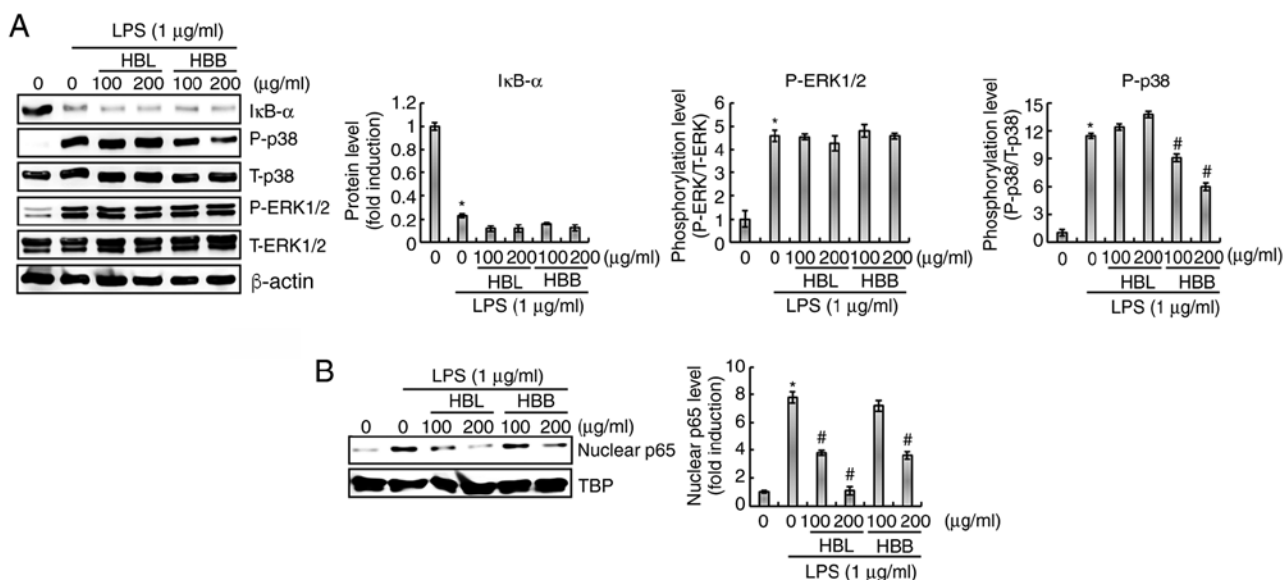 A
LPS (1 μg/ml)
HBL HBB
0 0 100 200 100 200 (μg/ml)
IκB-α
P-p38
T-p38
P-ERK1/2
T-ERK1/2
β-actin
IκB-α
Protein level
(fold induction)
1.2
1
0.8
0.6
0.4
0.2
0
*
0 0 100 200 100 200 (μg/ml)
HBL HBB
LPS (1 μg/ml)
P-ERK1/2
Phosphorylation level
(P-ERK/T-ERK)
6
5
4
3
2
1
0
*
0 0 100 200 100 200 (μg/ml)
HBL HBB
LPS (1 μg/ml)
P-p38
Phosphorylation level
(P-p38/T-p38)
15
12
9
6
3
0
*
#
#
0 0 100 200 100 200 (μg/ml)
HBL HBB
LPS (1 μg/ml)
B
LPS (1 μg/ml)
HBL HBB
0 0 100 200 100 200 (μg/ml)
Nuclear p65
TBP
Nuclear p65 level
(fold induction)
10
8
6
4
2
0
*
#
#
#
0 0 100 200 100 200 (μg/ml)
HBL HBB
LPS (1 μg/ml)